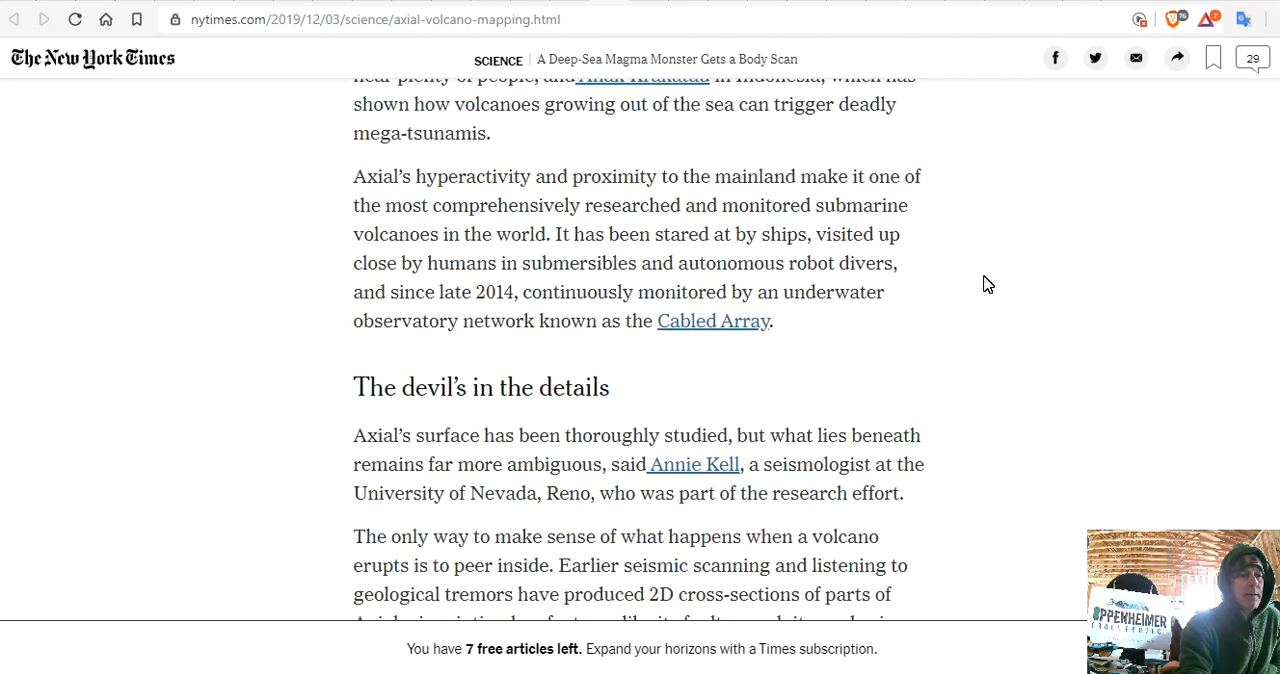 nytimes.com/2019/12/03/science/axial-volcano-mapping.html
76
7
The New York Times
SCIENCE A Deep-Sea Magma Monster Gets a Body Scan
29
near plenty of people, and Anak Krakatau in Indonesia, which has
shown how volcanoes growing out of the sea can trigger deadly
mega-tsunamis.
Axial’s hyperactivity and proximity to the mainland make it one of
the most comprehensively researched and monitored submarine
volcanoes in the world. It has been stared at by ships, visited up
close by humans in submersibles and autonomous robot divers,
and since late 2014, continuously monitored by an underwater
observatory network known as the Cabled Array.
The devil’s in the details
Axial’s surface has been thoroughly studied, but what lies beneath
remains far more ambiguous, said Annie Kell, a seismologist at the
University of Nevada, Reno, who was part of the research effort.
The only way to make sense of what happens when a volcano
erupts is to peer inside. Earlier seismic scanning and listening to
geological tremors have produced 2D cross-sections of parts of
You have 7 free articles left. Expand your horizons with a Times subscription.
OPPENHEIMER